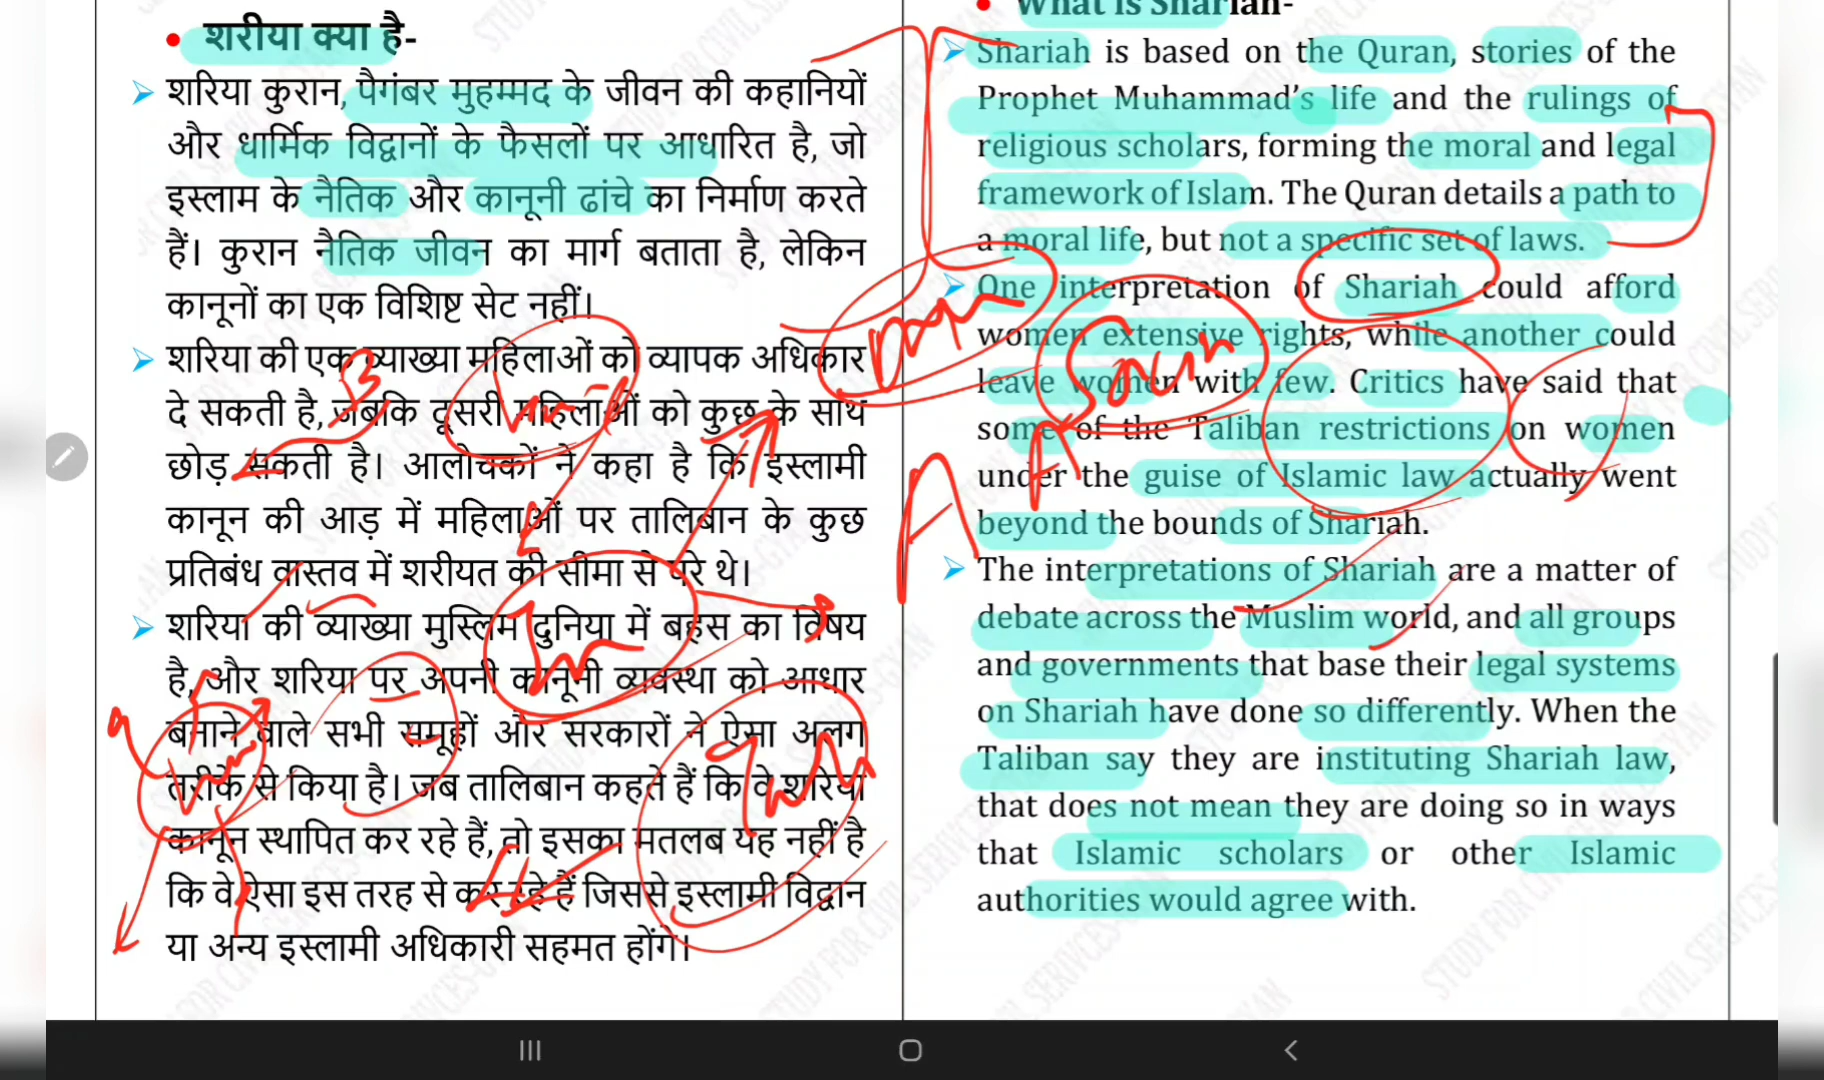 शरीया क्या है-
शरिया कुरान, पैगंबर मुहम्मद के जीवन की कहानियों
और धार्मिक विद्वानों के फैसलों पर आधारित है, जो
इस्लाम के नैतिक और कानूनी ढांचे का निर्माण करते
हैं। कुरान नैतिक जीवन का मार्ग बताता है, लेकिन
कानूनों का एक विशिष्ट सेट नहीं।
शरिया की एक व्याख्या महिलाओं को व्यापक अधिकार
दे सकती है, जबकि दूसरी महिलाओं को कुछ के साथ
छोड़ सकती है। आलोचकों ने कहा है कि इस्लामी
कानून की आड़ में महिलाओं पर तालिबान के कुछ
प्रतिबंध वास्तव में शरीयत की सीमा से परे थे।
शरिया की व्याख्या मुस्लिम दुनिया में बहस का विषय
है, और शरिया पर अपनी कानूनी व्यवस्था को आधार
बनाने वाले सभी समूहों और सरकारों ने ऐसा अलग
तरीके से किया है। जब तालिबान कहते हैं कि वे शरिया
कानून स्थापित कर रहे हैं, तो इसका मतलब यह नहीं है
कि वे ऐसा इस तरह से कर रहे हैं जिससे इस्लामी विद्वान
या अन्य इस्लामी अधिकारी सहमत होंगे।
What is Shariah-
Shariah is based on the Quran, stories of the
Prophet Muhammad's life and the rulings of
religious scholars, forming the moral and legal
framework of Islam. The Quran details a path to
a moral life, but not a specific set of laws.
One interpretation of Shariah could afford
women extensive rights, while another could
leave women with few. Critics have said that
some of the Taliban restrictions on women
under the guise of Islamic law actually went
beyond the bounds of Shariah.
The interpretations of Shariah are a matter of
debate across the Muslim world, and all groups
and governments that base their legal systems
on Shariah have done so differently. When the
Taliban say they are instituting Shariah law,
that does not mean they are doing so in ways
that Islamic scholars or other Islamic
authorities would agree with.